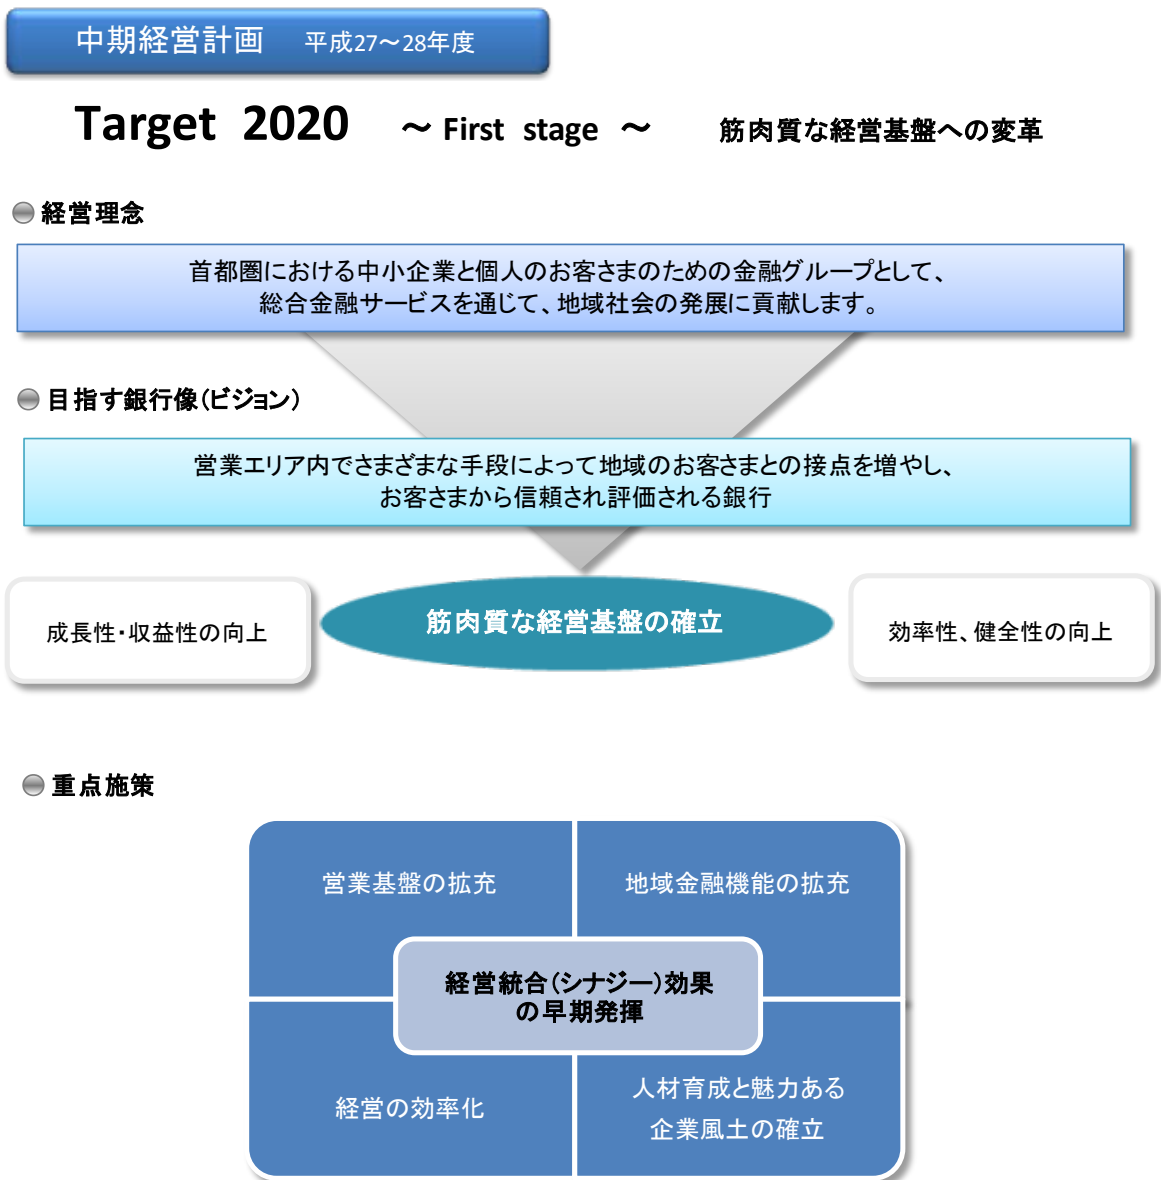 中期経営計画 平成27～28年度
Target 2020 ～ First stage ～ 筋肉質な経営基盤への変革
経営理念
首都圏における中小企業と個人のお客さまのための金融グループとして、
総合金融サービスを通じて、地域社会の発展に貢献します。
目指す銀行像（ビジョン）
営業エリア内でさまざまな手段によって地域のお客さまとの接点を増やし、
お客さまから信頼され評価される銀行
成長性・収益性の向上
筋肉質な経営基盤の確立
効率性、健全性の向上
重点施策
営業基盤の拡充
地域金融機能の拡充
経営統合（シナジー）効果
の早期発揮
経営の効率化
人材育成と魅力ある
企業風土の確立